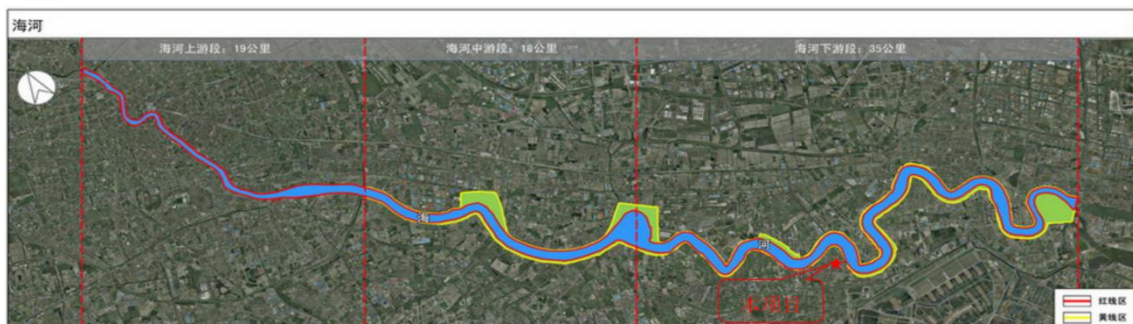 海河
海河上游段：19公里
海河中游段：18公里
海河下游段：35公里
海
河
本项目
红线区
黄线区